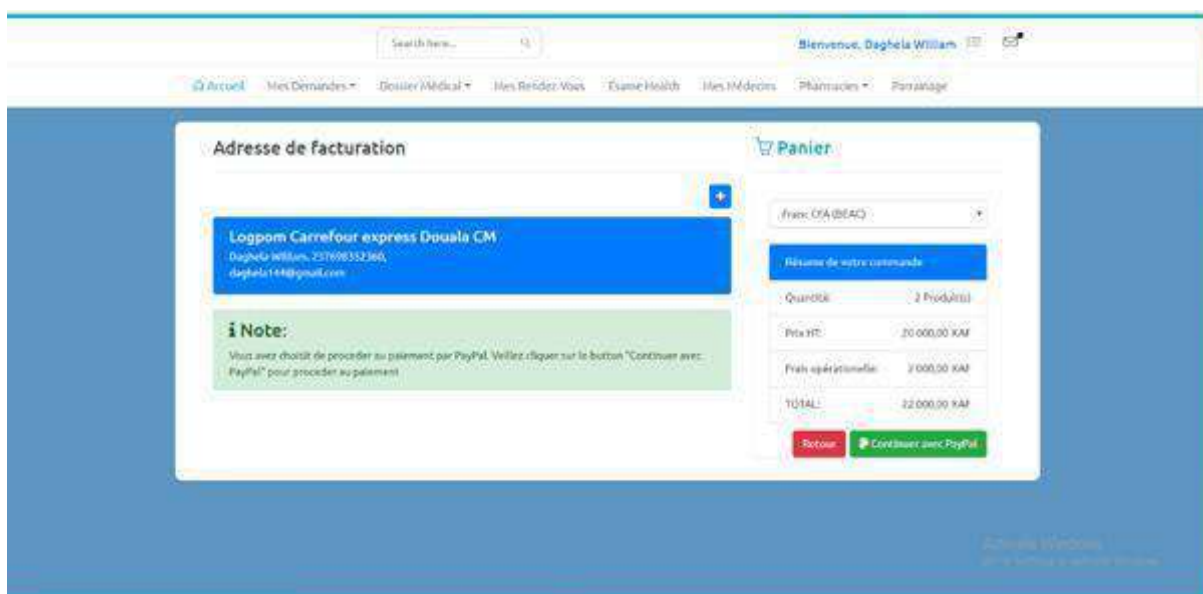 Search here...
Bienvenue, Daghela William
Accueil Mes Demandes Dossier Médical Mes Rendez-Vous Esame Health Mes Médecins Pharmacies Parrainage
Adresse de facturation
Panier
Franc CFA (BEAC)
Logpom Carrefour express Douala CM
Daghela William, 237698352360,
daghela144@gmail.com
Résumé de votre commande
Quantité 2 Produit(s)
i Note:
Vous avez choisit de proceder au paiement par PayPal. Veillez cliquer sur le button "Continuer avec
PayPal" pour proceder au paiement
Prix HT: 20 000,00 XAF
Frais opérationelle: 2 000,00 XAF
TOTAL: 22 000,00 XAF
Retour Continuer avec PayPal
Activate Windows